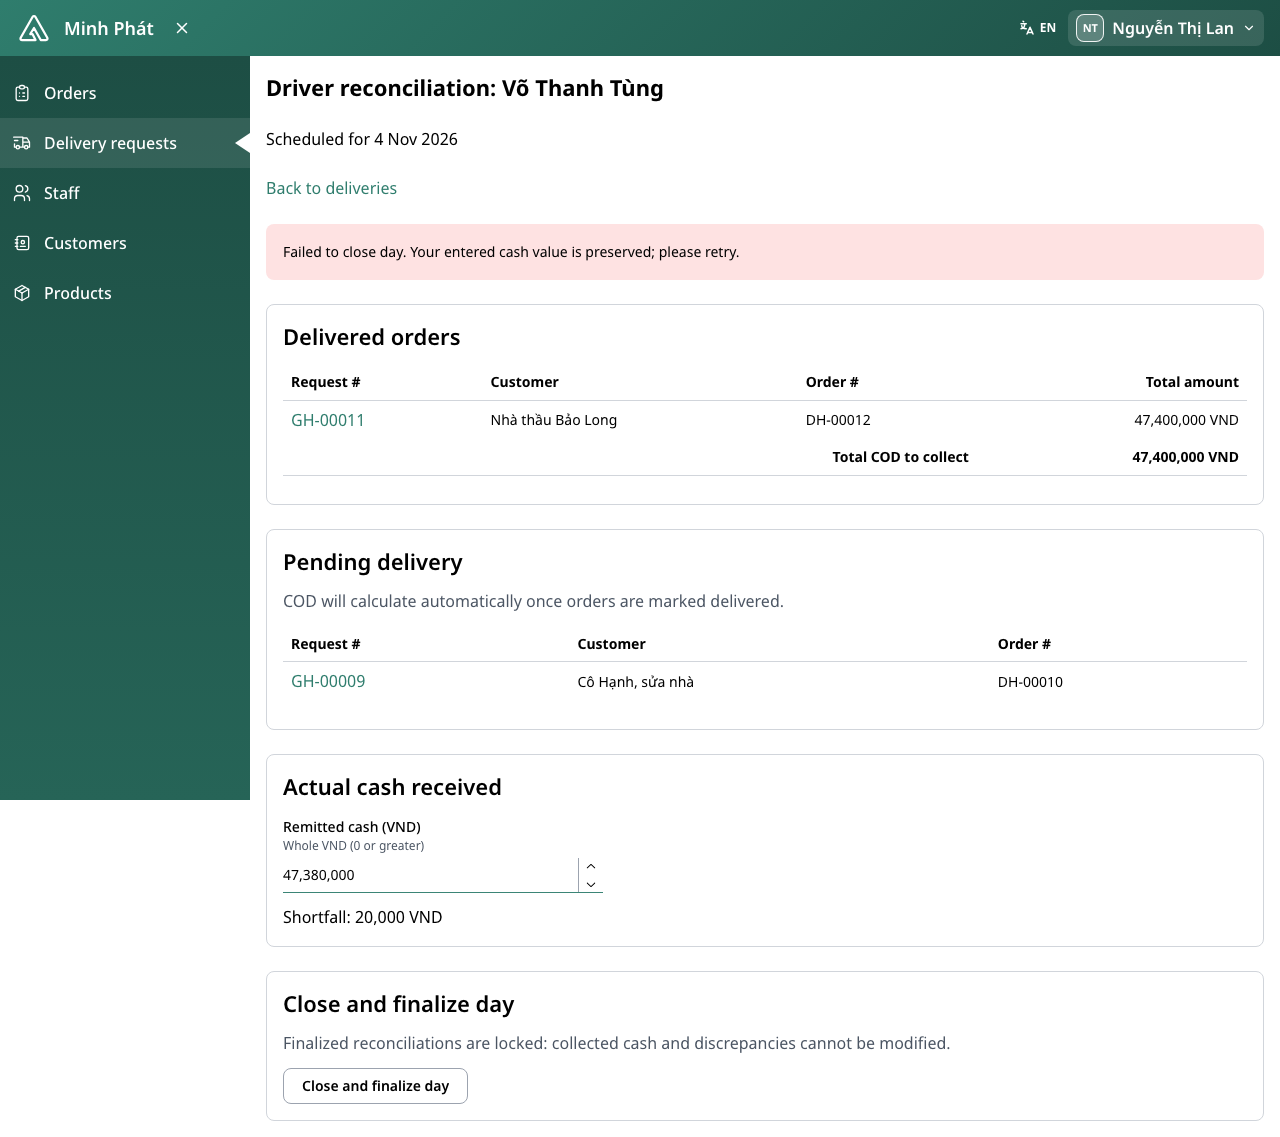 Minh Phát
EN
NT
Nguyễn Thị Lan
Orders
Delivery requests
Staff
Customers
Products
Driver reconciliation: Võ Thanh Tùng
Scheduled for 4 Nov 2026
Back to deliveries
Failed to close day. Your entered cash value is preserved; please retry.
Delivered orders
Request # Customer Order # Total amount
GH-00011 Nhà thầu Bảo Long DH-00012 47,400,000 VND
Total COD to collect 47,400,000 VND
Pending delivery
COD will calculate automatically once orders are marked delivered.
Request # Customer Order #
GH-00009 Cô Hạnh, sửa nhà DH-00010
Actual cash received
Remitted cash (VND)
Whole VND (0 or greater)
47,380,000
Shortfall: 20,000 VND
Close and finalize day
Finalized reconciliations are locked: collected cash and discrepancies cannot be modified.
Close and finalize day